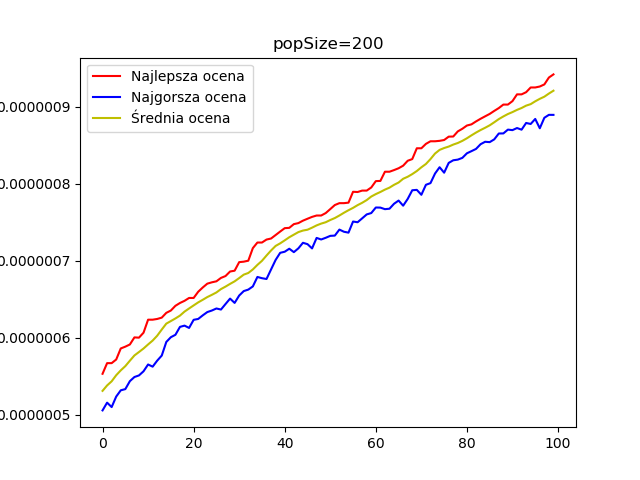 popSize=200
Najlepsza ocena
Najgorsza ocena
Średnia ocena
0.0000009
0.0000008
0.0000007
0.0000006
0.0000005
0 20 40 60 80 100